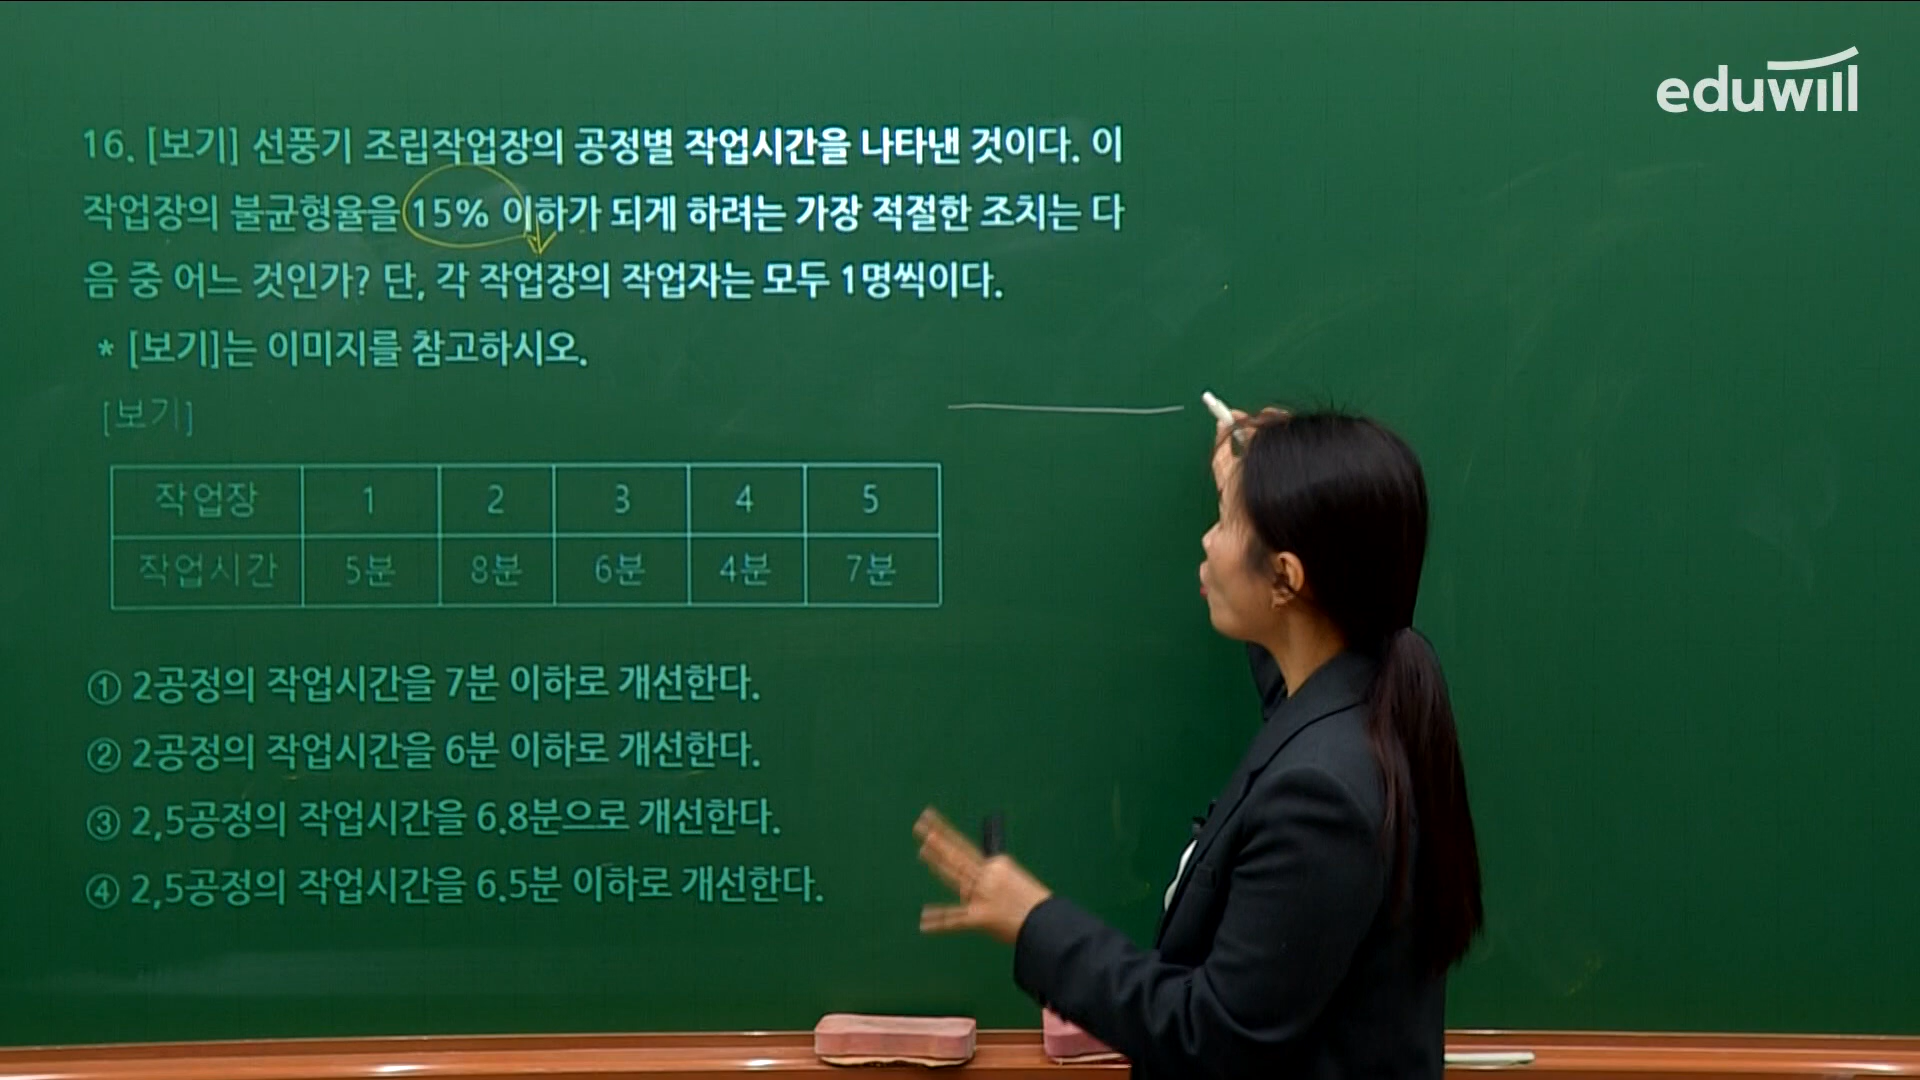 eduwill
16. [보기] 선풍기 조립작업장의 공정별 작업시간을 나타낸 것이다. 이
작업장의 불균형율을 15% 이하가 되게 하려는 가장 적절한 조치는 다
음 중 어느 것인가? 단, 각 작업장의 작업자는 모두 1명씩이다.
* [보기]는 이미지를 참고하시오.
[보기]
작업장 1 2 3 4 5
작업시간 5분 8분 6분 4분 7분
① 2공정의 작업시간을 7분 이하로 개선한다.
② 2공정의 작업시간을 6분 이하로 개선한다.
③ 2,5공정의 작업시간을 6.8분으로 개선한다.
④ 2,5공정의 작업시간을 6.5분 이하로 개선한다.